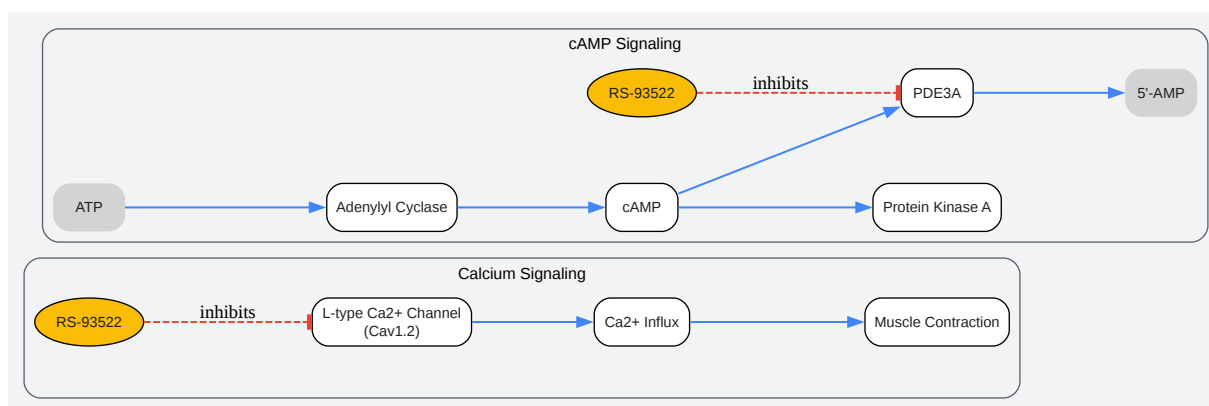 cAMP Signaling
RS-93522
inhibits
PDE3A
5'-AMP
ATP
Adenylyl Cyclase
cAMP
Protein Kinase A
Calcium Signaling
RS-93522
inhibits
L-type Ca2+ Channel
(Cav1.2)
Ca2+ Influx
Muscle Contraction